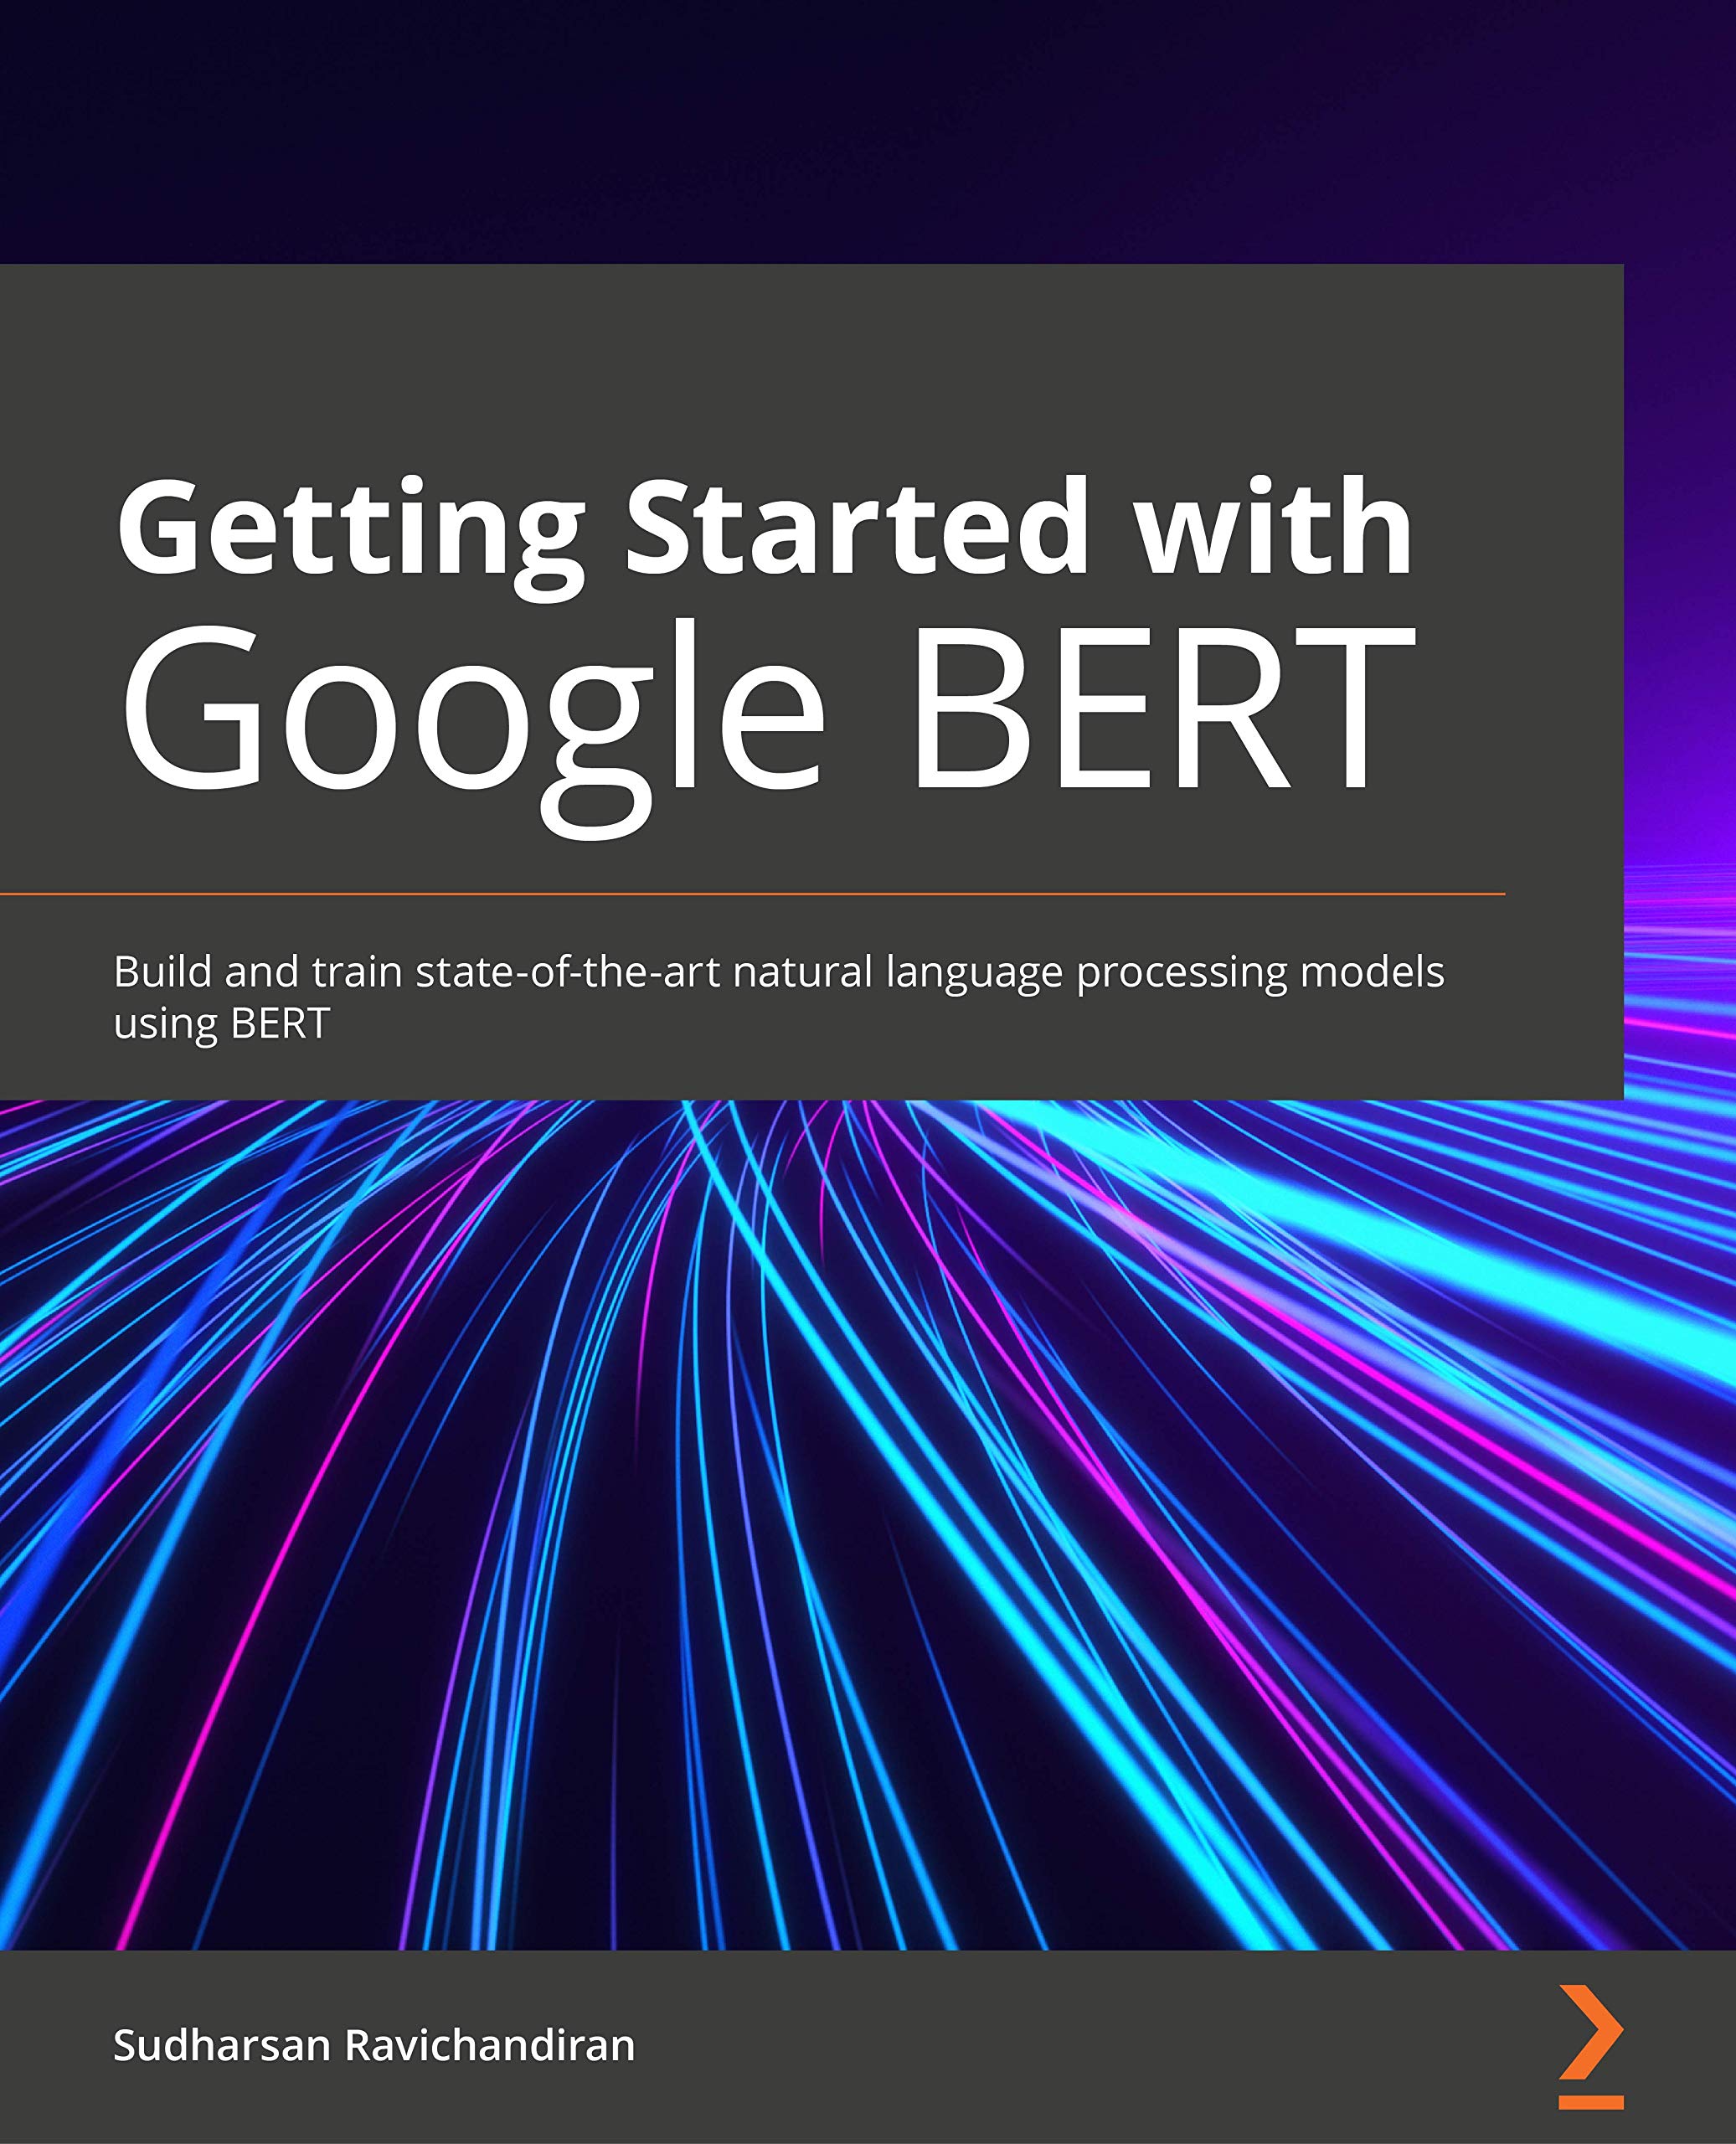 Getting Started with
Google BERT
Build and train state-of-the-art natural language processing models
using BERT
Sudharsan Ravichandiran